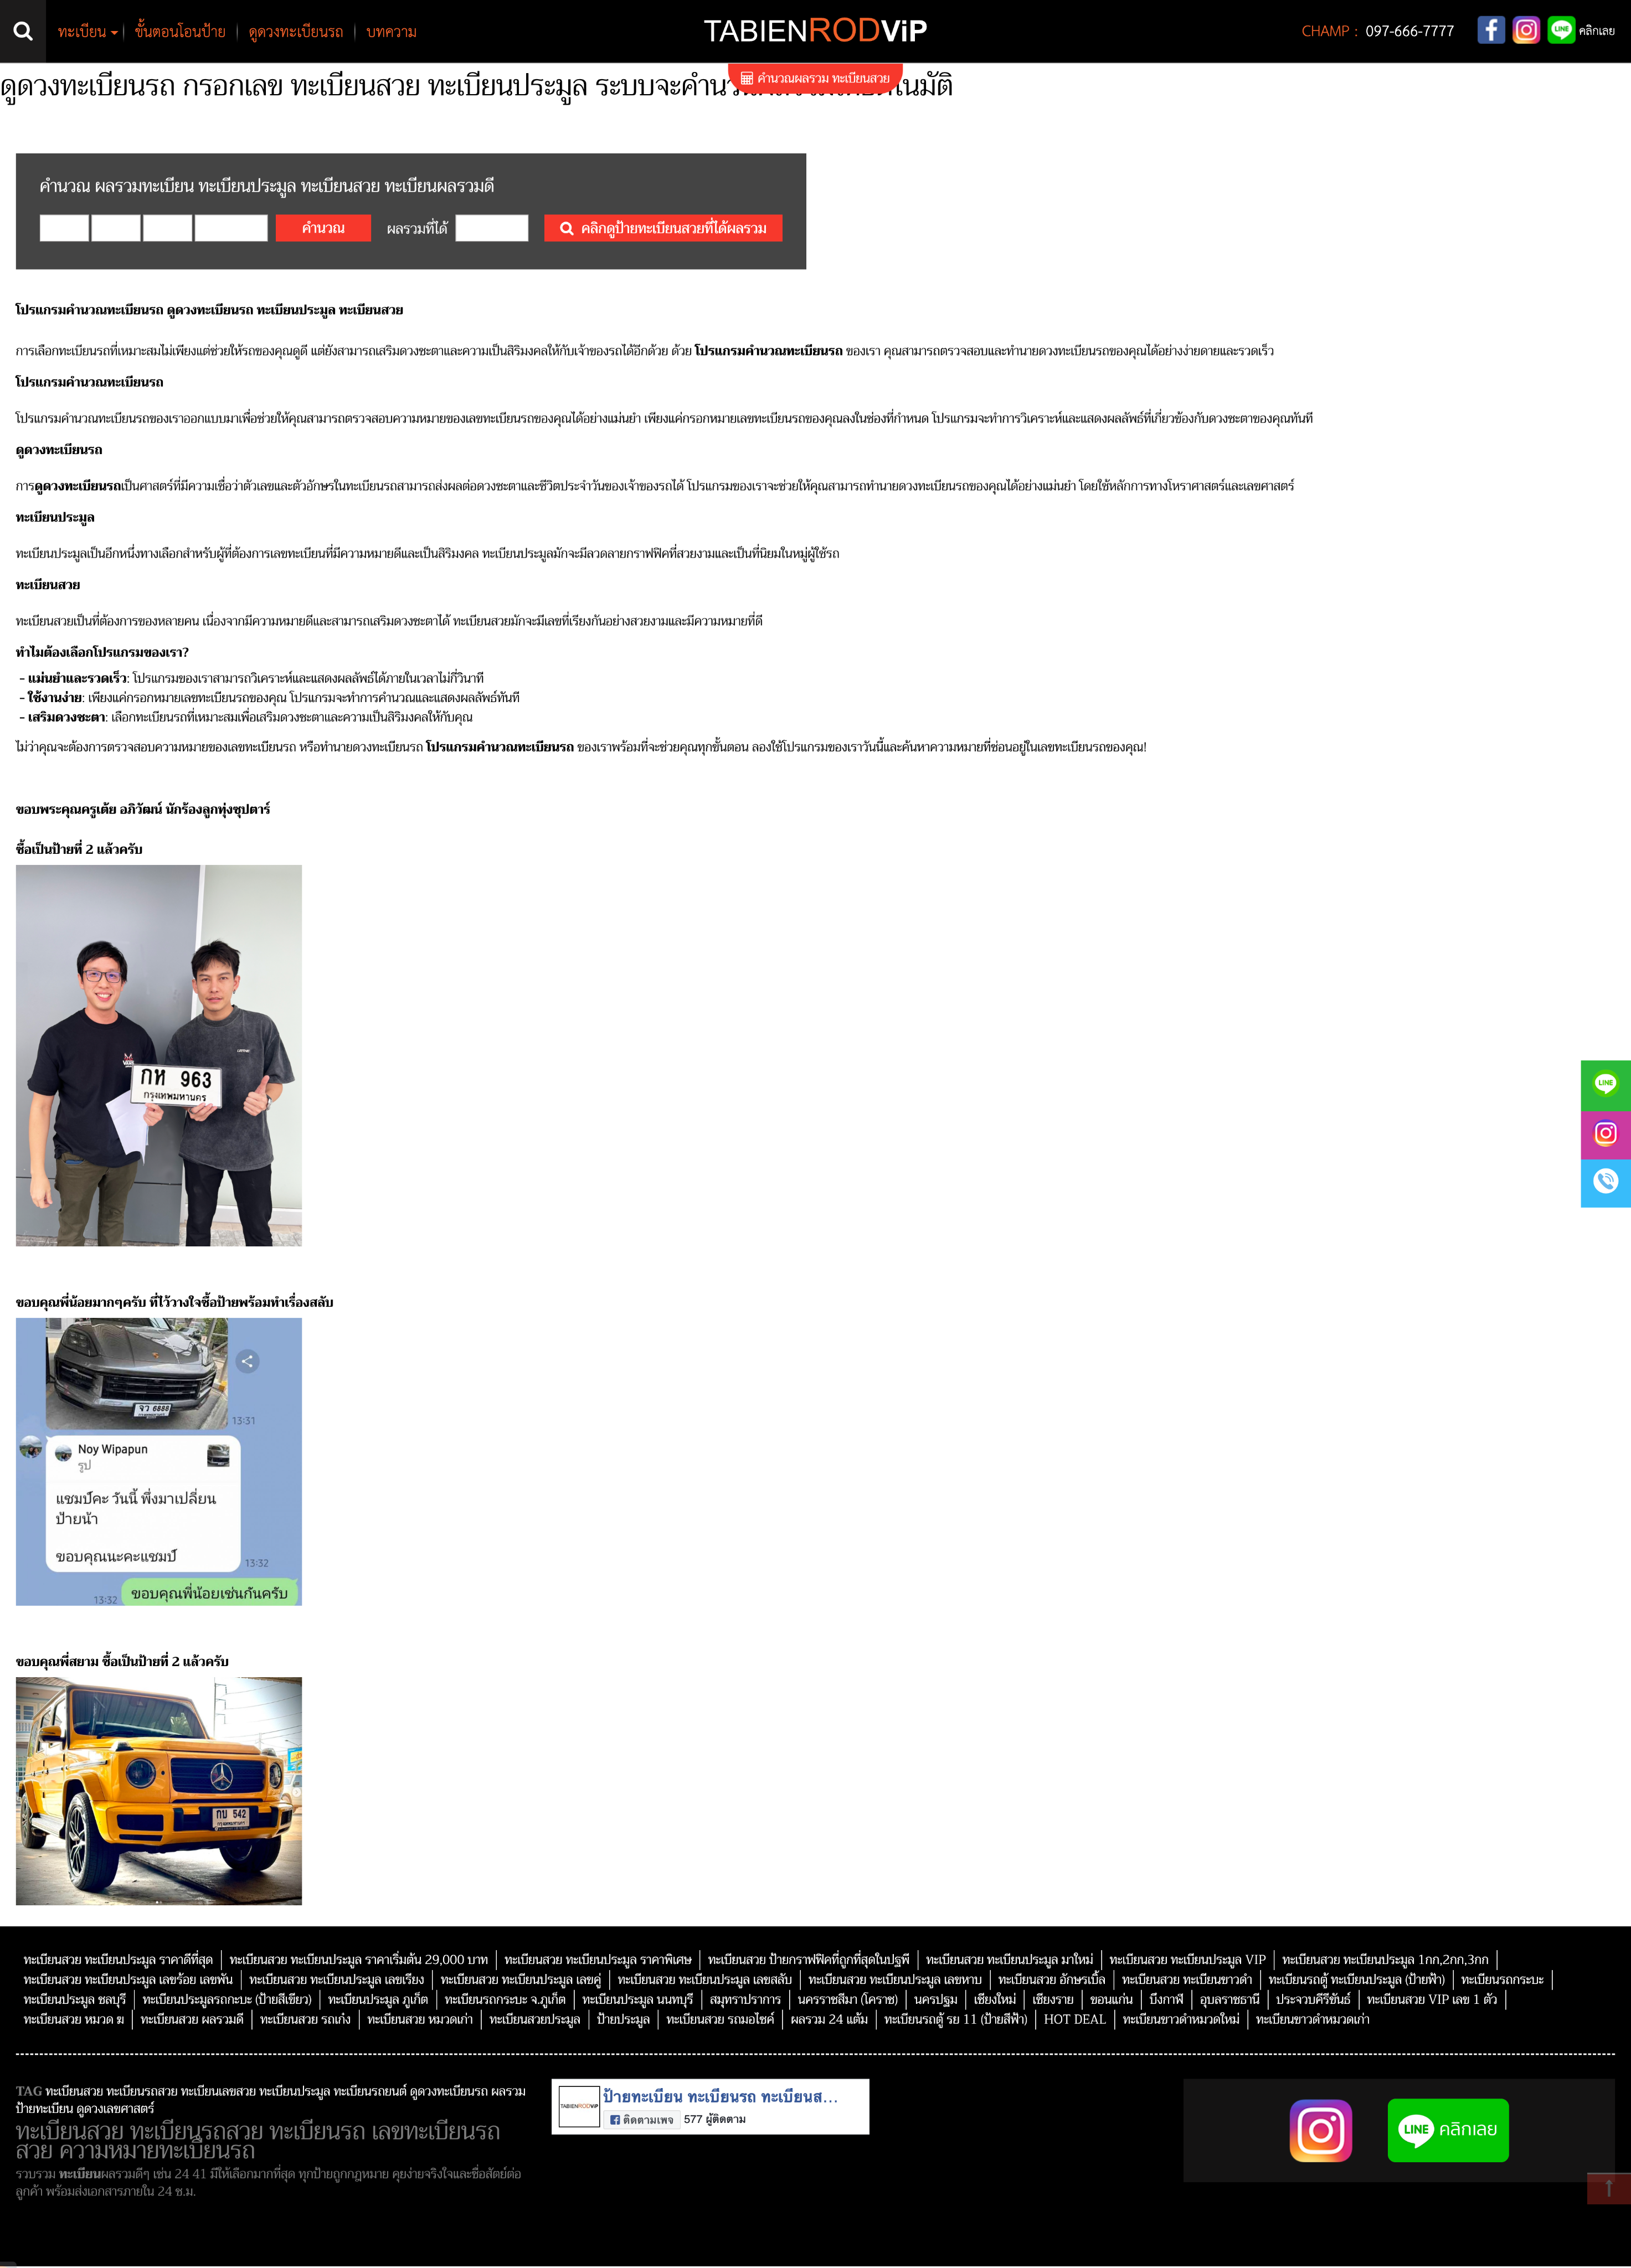 ทะเบียน
ขั้นตอนโอนป้าย
ดูดวงทะเบียนรถ
บทความ
TABIENRODViP
CHAMP : 097-666-7777
LINE
คลิกเลย
คำนวณผลรวม ทะเบียนสวย
ดูดวงทะเบียนรถ กรอกเลข ทะเบียนสวย ทะเบียนประมูล ระบบจะคำนวณ
คำนวณ ผลรวมทะเบียน ทะเบียนประมูล ทะเบียนสวย ทะเบียนผลรวมดี
คำนวณ ผลรวมที่ได้ คลิกดูป้ายทะเบียนสวยที่ได้ผลรวม
โปรแกรมคำนวณทะเบียนรถ ดูดวงทะเบียนรถ ทะเบียนประมูล ทะเบียนสวย
การเลือกทะเบียนรถที่เหมาะสมไม่เพียงแต่ช่วยให้รถของคุณดูดี แต่ยังสามารถเสริมดวงชะตาและความเป็นสิริมงคลให้กับเจ้าของรถได้อีกด้วย ด้วย โปรแกรมคำนวณทะเบียนรถ ของเรา คุณสามารถตรวจสอบและทำนายดวงทะเบียนรถของคุณได้อย่างง่ายดายและรวดเร็ว
โปรแกรมคำนวณทะเบียนรถ
โปรแกรมคำนวณทะเบียนรถของเราออกแบบมาเพื่อช่วยให้คุณสามารถตรวจสอบความหมายของเลขทะเบียนรถของคุณได้อย่างแม่นยำ เพียงแค่กรอกหมายเลขทะเบียนรถของคุณลงในช่องที่กำหนด โปรแกรมจะทำการวิเคราะห์และแสดงผลลัพธ์ที่เกี่ยวข้องกับดวงชะตาของคุณทันที
ดูดวงทะเบียนรถ
การดูดวงทะเบียนรถเป็นศาสตร์ที่มีความเชื่อว่าตัวเลขและตัวอักษรในทะเบียนรถสามารถส่งผลต่อดวงชะตาและชีวิตประจำวันของเจ้าของรถได้ โปรแกรมของเราจะช่วยให้คุณสามารถทำนายดวงทะเบียนรถของคุณได้อย่างแม่นยำ โดยใช้หลักการทางโหราศาสตร์และเลขศาสตร์
ทะเบียนประมูล
ทะเบียนประมูลเป็นอีกหนึ่งทางเลือกสำหรับผู้ที่ต้องการเลขทะเบียนที่มีความหมายดีและเป็นสิริมงคล ทะเบียนประมูลมักจะมีลวดลายกราฟฟิคที่สวยงามและเป็นที่นิยมในหมู่ผู้ใช้รถ
ทะเบียนสวย
ทะเบียนสวยเป็นที่ต้องการของหลายคน เนื่องจากมีความหมายดีและสามารถเสริมดวงชะตาได้ ทะเบียนสวยมักจะมีเลขที่เรียงกันอย่างสวยงามและมีความหมายที่ดี
ทำไมต้องเลือกโปรแกรมของเรา?
- แม่นยำและรวดเร็ว: โปรแกรมของเราสามารถวิเคราะห์และแสดงผลลัพธ์ได้ภายในเวลาไม่กี่วินาที
- ใช้งานง่าย: เพียงแค่กรอกหมายเลขทะเบียนรถของคุณ โปรแกรมจะทำการคำนวณและแสดงผลลัพธ์ทันที
- เสริมดวงชะตา: เลือกทะเบียนรถที่เหมาะสมเพื่อเสริมดวงชะตาและความเป็นสิริมงคลให้กับคุณ
ไม่ว่าคุณจะต้องการตรวจสอบความหมายของเลขทะเบียนรถ หรือทำนายดวงทะเบียนรถ โปรแกรมคำนวณทะเบียนรถ ของเราพร้อมที่จะช่วยคุณทุกขั้นตอน ลองใช้โปรแกรมของเราวันนี้และค้นหาความหมายที่ซ่อนอยู่ในเลขทะเบียนรถของคุณ!
ขอบพระคุณครูเต้ย อภิวัฒน์ นักร้องลูกทุ่งซุปตาร์
ซื้อเป็นป้ายที่ 2 แล้วครับ
กห 963
กรุงเทพมหานคร
ขอบคุณพี่น้อยมากๆครับ ที่ไว้วางใจซื้อป้ายพร้อมทำเรื่องสลับ
จว 6888
13:31
Noy Wipapun
รูป
แชมป์คะ วันนี้ พึ่งมาเปลี่ยน
ป้ายน้า
ขอบคุณนะคะแชมป์
13:32
13:32 ขอบคุณพี่น้อยเช่นกันครับ
ขอบคุณพี่สยาม ซื้อเป็นป้ายที่ 2 แล้วครับ
กบ 542
LINE
ทะเบียนสวย ทะเบียนประมูล ราคาดีที่สุด | ทะเบียนสวย ทะเบียนประมูล ราคาเริ่มต้น 29,000 บาท | ทะเบียนสวย ทะเบียนประมูล ราคาพิเศษ | ทะเบียนสวย ป้ายกราฟฟิคที่ถูกที่สุดในปฐพี | ทะเบียนสวย ทะเบียนประมูล มาใหม่ | ทะเบียนสวย ทะเบียนประมูล VIP | ทะเบียนสวย ทะเบียนประมูล 1กก,2กก,3กก |
ทะเบียนสวย ทะเบียนประมูล เลขร้อย เลขพัน | ทะเบียนสวย ทะเบียนประมูล เลขเรียง | ทะเบียนสวย ทะเบียนประมูล เลขคู่ | ทะเบียนสวย ทะเบียนประมูล เลขสลับ | ทะเบียนสวย ทะเบียนประมูล เลขหาบ | ทะเบียนสวย อักษรเบิ้ล | ทะเบียนสวย ทะเบียนขาวดำ | ทะเบียนรถตู้ ทะเบียนประมูล (ป้ายฟ้า) | ทะเบียนรถกระบะ |
ทะเบียนประมูล ชลบุรี | ทะเบียนประมูลรถกะบะ (ป้ายสีเขียว) | ทะเบียนประมูล ภูเก็ต | ทะเบียนรถกระบะ จ.ภูเก็ต | ทะเบียนประมูล นนทบุรี | สมุทราปราการ | นครราชสีมา (โคราช) | นครปฐม | เชียงใหม่ | เชียงราย | ขอนแก่น | บึงกาฬ | อุบลราชธานี | ประจวบคีรีขันธ์ | ทะเบียนสวย VIP เลข 1 ตัว |
ทะเบียนสวย หมวด ฆ | ทะเบียนสวย ผลรวมดี | ทะเบียนสวย รถเก๋ง | ทะเบียนสวย หมวดเก่า | ทะเบียนสวยประมูล | ป้ายประมูล | ทะเบียนสวย รถมอไซค์ | ผลรวม 24 แต้ม | ทะเบียนรถตู้ รย 11 (ป้ายสีฟ้า) | HOT DEAL | ทะเบียนขาวดำหมวดใหม่ | ทะเบียนขาวดำหมวดเก่า
TAG ทะเบียนสวย ทะเบียนรถสวย ทะเบียนเลขสวย ทะเบียนประมูล ทะเบียนรถยนต์ ดูดวงทะเบียนรถ ผลรวม
ป้ายทะเบียน ดูดวงเลขศาสตร์
ทะเบียนสวย ทะเบียนรถสวย ทะเบียนรถ เลขทะเบียนรถ
สวย ความหมายทะเบียนรถ
รวบรวม ทะเบียนผลรวมดีๆ เช่น 24 41 มีให้เลือกมากที่สุด ทุกป้ายถูกกฎหมาย คุยง่ายจริงใจและซื่อสัตย์ต่อ
ลูกค้า พร้อมส่งเอกสารภายใน 24 ช.ม.
TABIENRODViP
ป้ายทะเบียน ทะเบียนรถ ทะเบียนส...
ติดตามเพจ 577 ผู้ติดตาม
LINE คลิกเลย